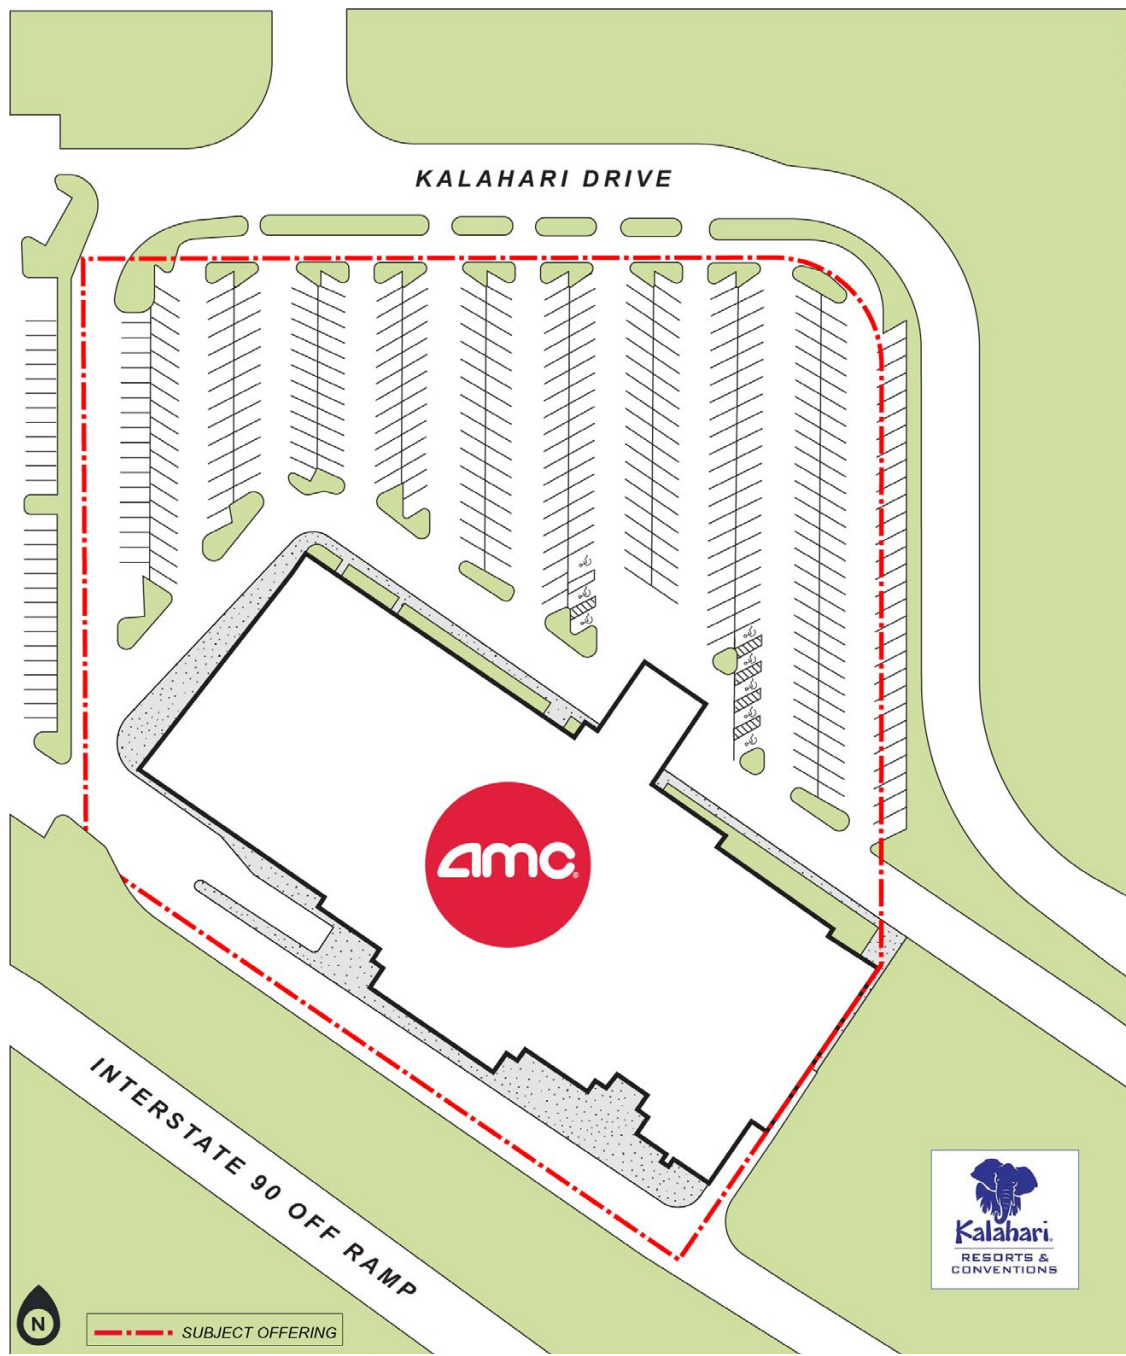 KALAHARI DRIVE
amc®
INTERSTATE 90 OFF RAMP
Kalahari®
RESORTS &
CONVENTIONS
N
SUBJECT OFFERING